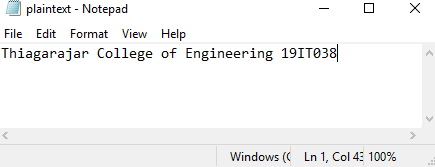 plaintext - Notepad
File Edit Format View Help
Thiagarajar College of Engineering 19IT038
Windows (C Ln 1, Col 43 100%